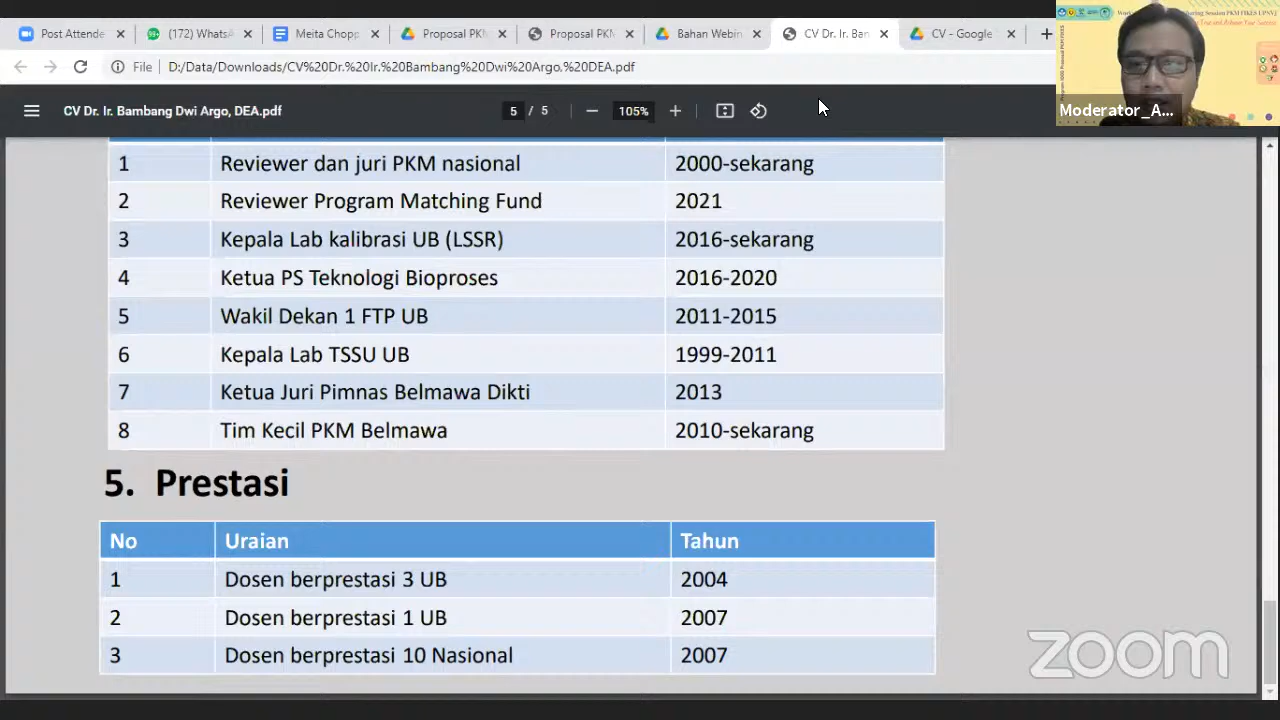 Post Attende
(172) WhatsA
Meita Chop
Proposal PKM
posal PKM
Bahan Webin
CV Dr. Ir. Ban
CV - Google
File
D:/Data/Downloads/CV%20Dr.%20Ir.%20Bambang%20Dwi%20Argo,%20DEA.pdf
CV Dr. Ir. Bambang Dwi Argo, DEA.pdf
5 / 5
105%
Moderator_A...
1 Reviewer dan juri PKM nasional 2000-sekarang
2 Reviewer Program Matching Fund 2021
3 Kepala Lab kalibrasi UB (LSSR) 2016-sekarang
4 Ketua PS Teknologi Bioproses 2016-2020
5 Wakil Dekan 1 FTP UB 2011-2015
6 Kepala Lab TSSU UB 1999-2011
7 Ketua Juri Pimnas Belmawa Dikti 2013
8 Tim Kecil PKM Belmawa 2010-sekarang
5. Prestasi
No Uraian Tahun
1 Dosen berprestasi 3 UB 2004
2 Dosen berprestasi 1 UB 2007
3 Dosen berprestasi 10 Nasional 2007
zoom